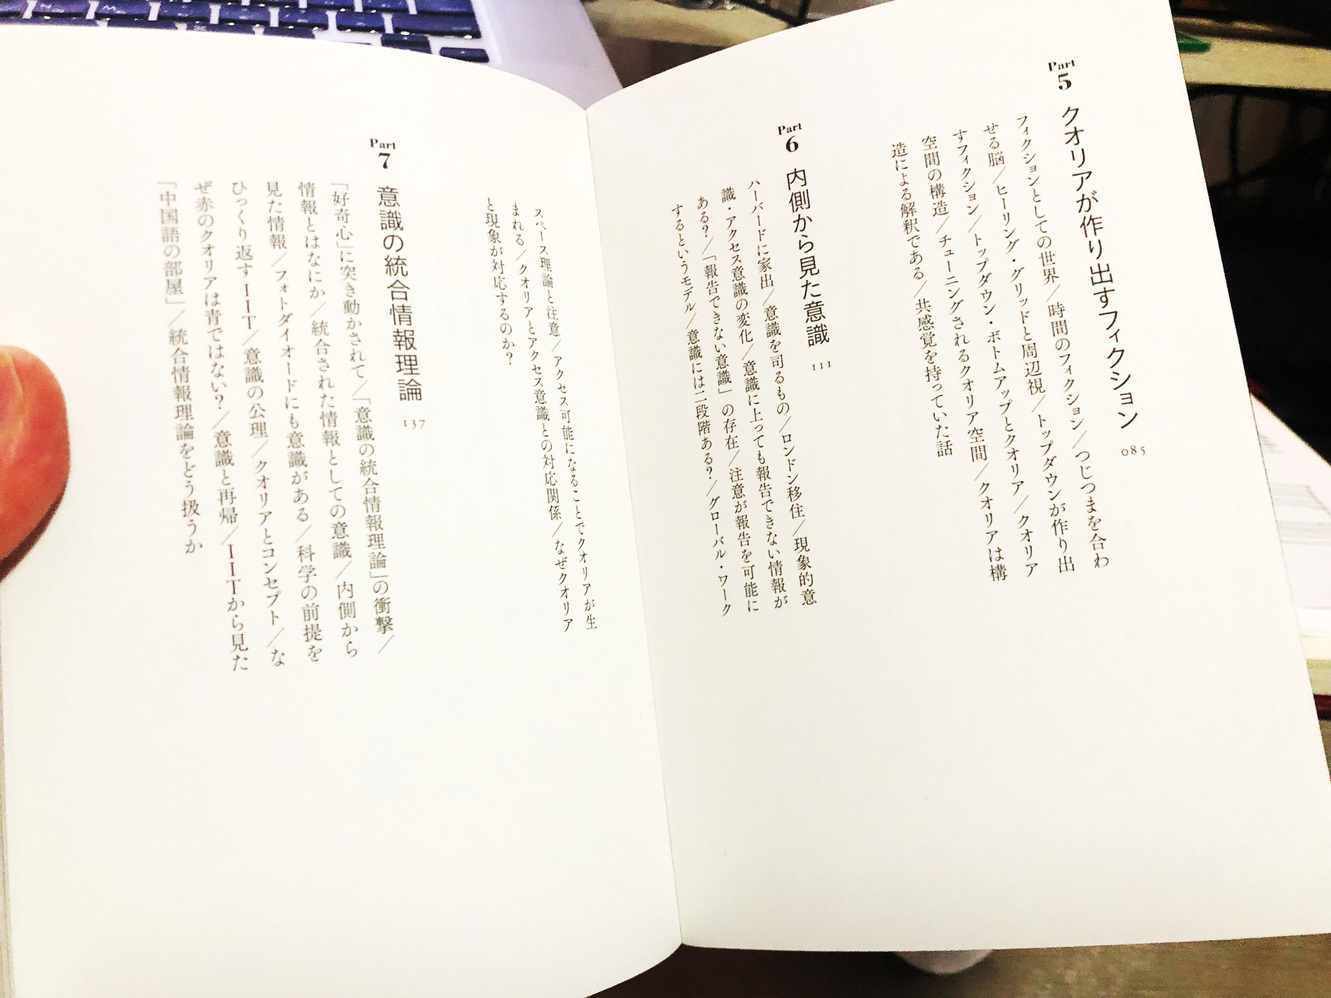 Part
5
クオリアが作り出すフィクション
085
フィクションとしての世界／時間のフィクション／つじつまを合わ
せる脳／ヒーリング・グリッドと周辺視／トップダウンが作り出
すフィクション／トップダウン・ボトムアップとクオリア／クオリア
空間の構造／チューニングされるクオリア空間／クオリアは構
造による解釈である／共感覚を持っていた話
Part
6
内側から見た意識
111
ハーバードに家出／意識を司るもの／ロンドン移住／現象的意
識・アクセス意識の変化／意識に上っても報告できない情報が
ある？／「報告できない意識」の存在／注意が報告を可能に
するというモデル／意識には二段階ある？／グローバル・ワーク
スペース理論と注意／アクセス可能になることでクオリアが生
まれる／クオリアとアクセス意識との対応関係／なぜクオリア
と現象が対応するのか？
Part
7
意識の統合情報理論
137
「好奇心」に突き動かされて／「意識の統合情報理論」の衝撃／
情報とはなにか／統合された情報としての意識／内側から
見た情報／フォトダイオードにも意識がある／科学の前提を
ひっくり返すIIT／意識の公理／クオリアとコンセプト／な
ぜ赤のクオリアは青ではない？／意識と再帰／IITから見た
「中国語の部屋」／統合情報理論をどう扱うか